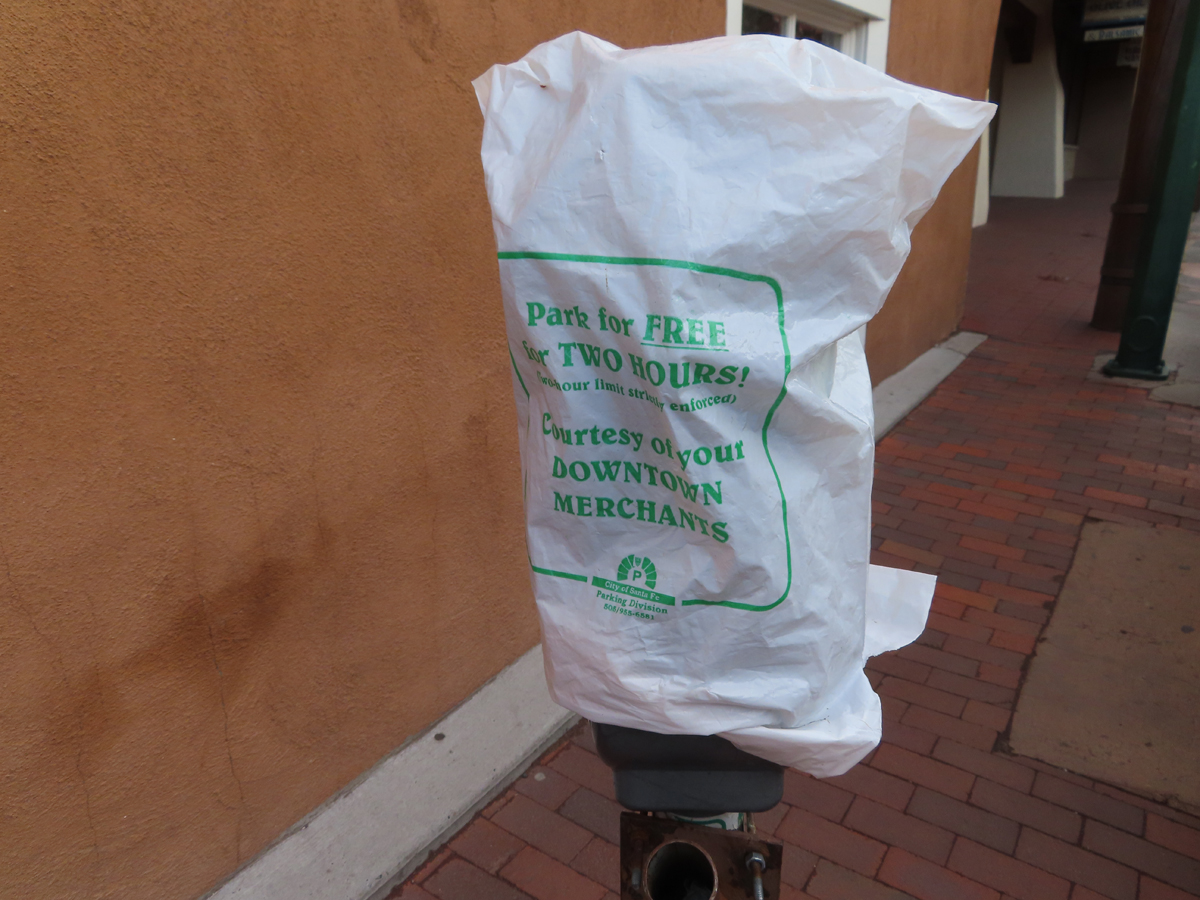 Park for FREE
for TWO HOURS!
(two-hour limit strictly enforced)
Courtesy of your
DOWNTOWN
MERCHANTS
P
City of Santa Fe
Parking Division